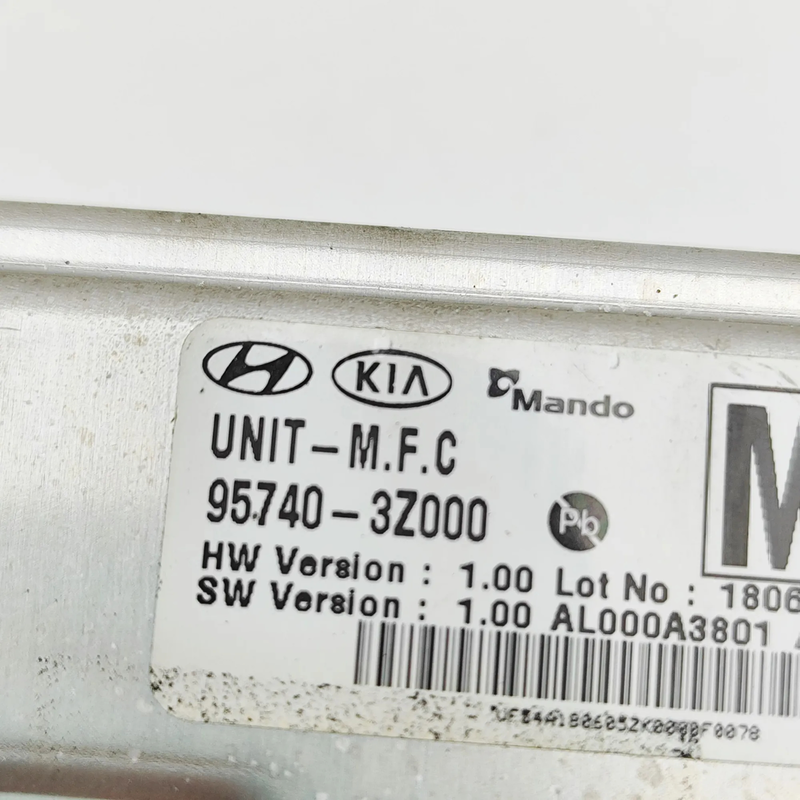 KIA Mando
UNIT-M.F.C
95740-3Z000 Pb
M
HW Version : 1.00 Lot No : 1806
SW Version : 1.00 AL000A3801